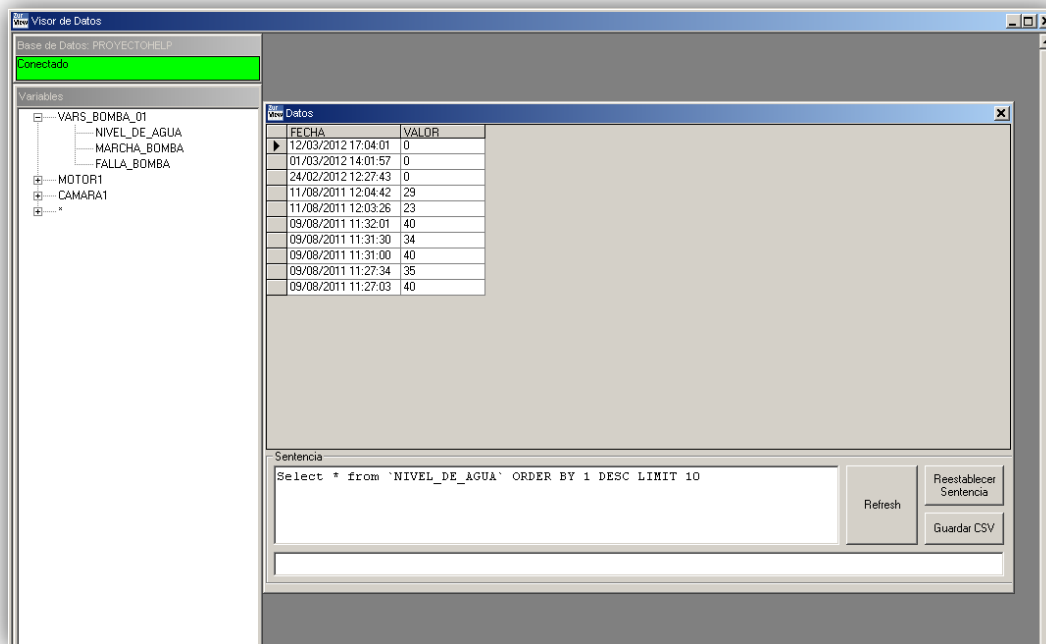 Zur View Visor de Datos
Base de Datos: PROYECTOHELP
Conectado
Variables
VARS_BOMBA_01
NIVEL_DE_AGUA
MARCHA_BOMBA
FALLA_BOMBA
MOTOR1
CAMARA1
*
Zur View Datos
FECHA VALOR
12/03/2012 17:04:01 0
01/03/2012 14:01:57 0
24/02/2012 12:27:43 0
11/08/2011 12:04:42 29
11/08/2011 12:03:26 23
09/08/2011 11:32:01 40
09/08/2011 11:31:30 34
09/08/2011 11:31:00 40
09/08/2011 11:27:34 35
09/08/2011 11:27:03 40
Sentencia
Select * from `NIVEL_DE_AGUA` ORDER BY 1 DESC LIMIT 10
Refresh
Reestablecer
Sentencia
Guardar CSV